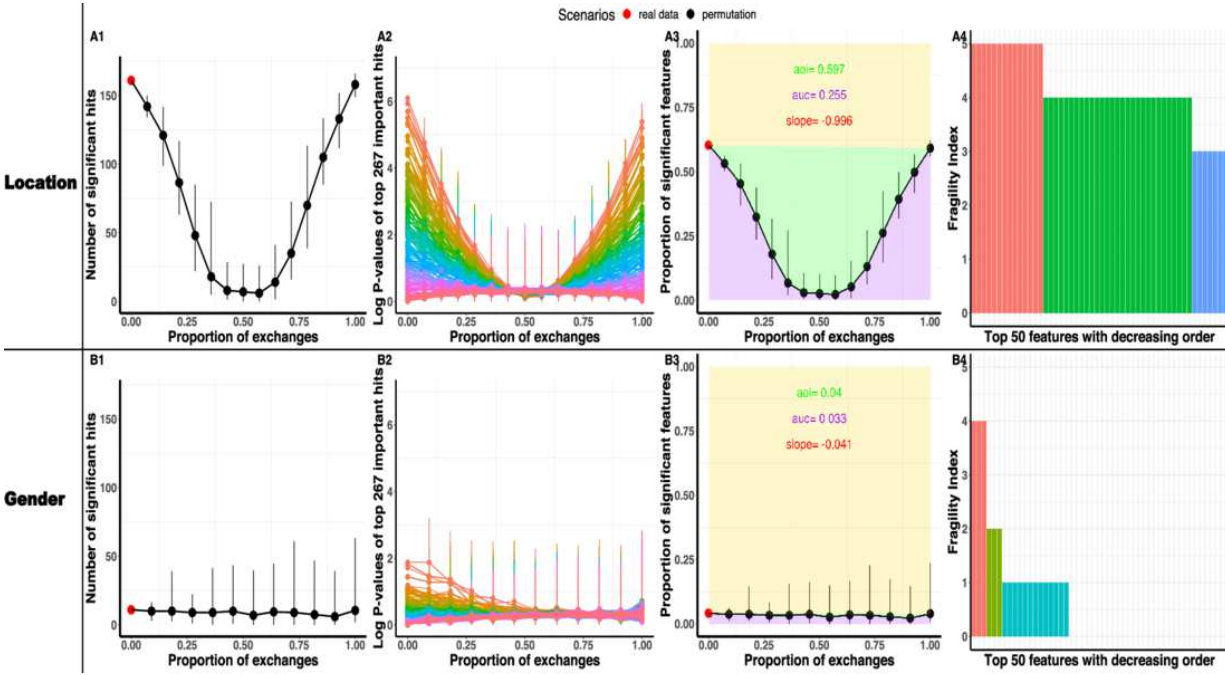 Scenarios real data permutation
A1
A2
A3
A4
Location
Number of significant hits
150
100
50
0
0.00 0.25 0.50 0.75 1.00
Proportion of exchanges
Log P-values of top 267 important hits
6
4
2
0
0.00 0.25 0.50 0.75 1.00
Proportion of exchanges
Proportion of significant features
1.00
0.75
0.50
0.25
0.00
aoi= 0.597
auc= 0.255
slope= -0.996
0.00 0.25 0.50 0.75 1.00
Proportion of exchanges
Fragility Index
5
4
3
2
1
0
Top 50 features with decreasing order
B1
B2
B3
B4
Gender
Number of significant hits
150
100
50
0
0.00 0.25 0.50 0.75 1.00
Proportion of exchanges
Log P-values of top 267 important hits
6
4
2
0
0.00 0.25 0.50 0.75 1.00
Proportion of exchanges
Proportion of significant features
1.00
0.75
0.50
0.25
0.00
aoi= 0.04
auc= 0.033
slope= -0.041
0.00 0.25 0.50 0.75 1.00
Proportion of exchanges
Fragility Index
5
4
3
2
1
0
Top 50 features with decreasing order